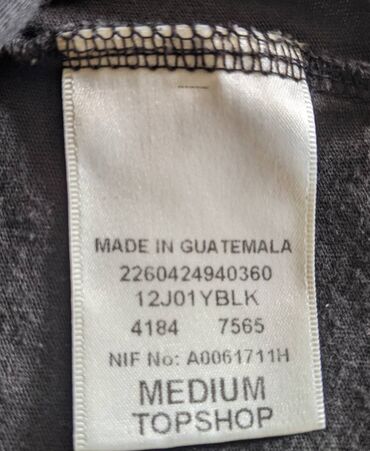 MADE IN GUATEMALA
2260424940360
12J01YBLK
4184 7565
NIF No: A0061711H
MEDIUM
TOPSHOP